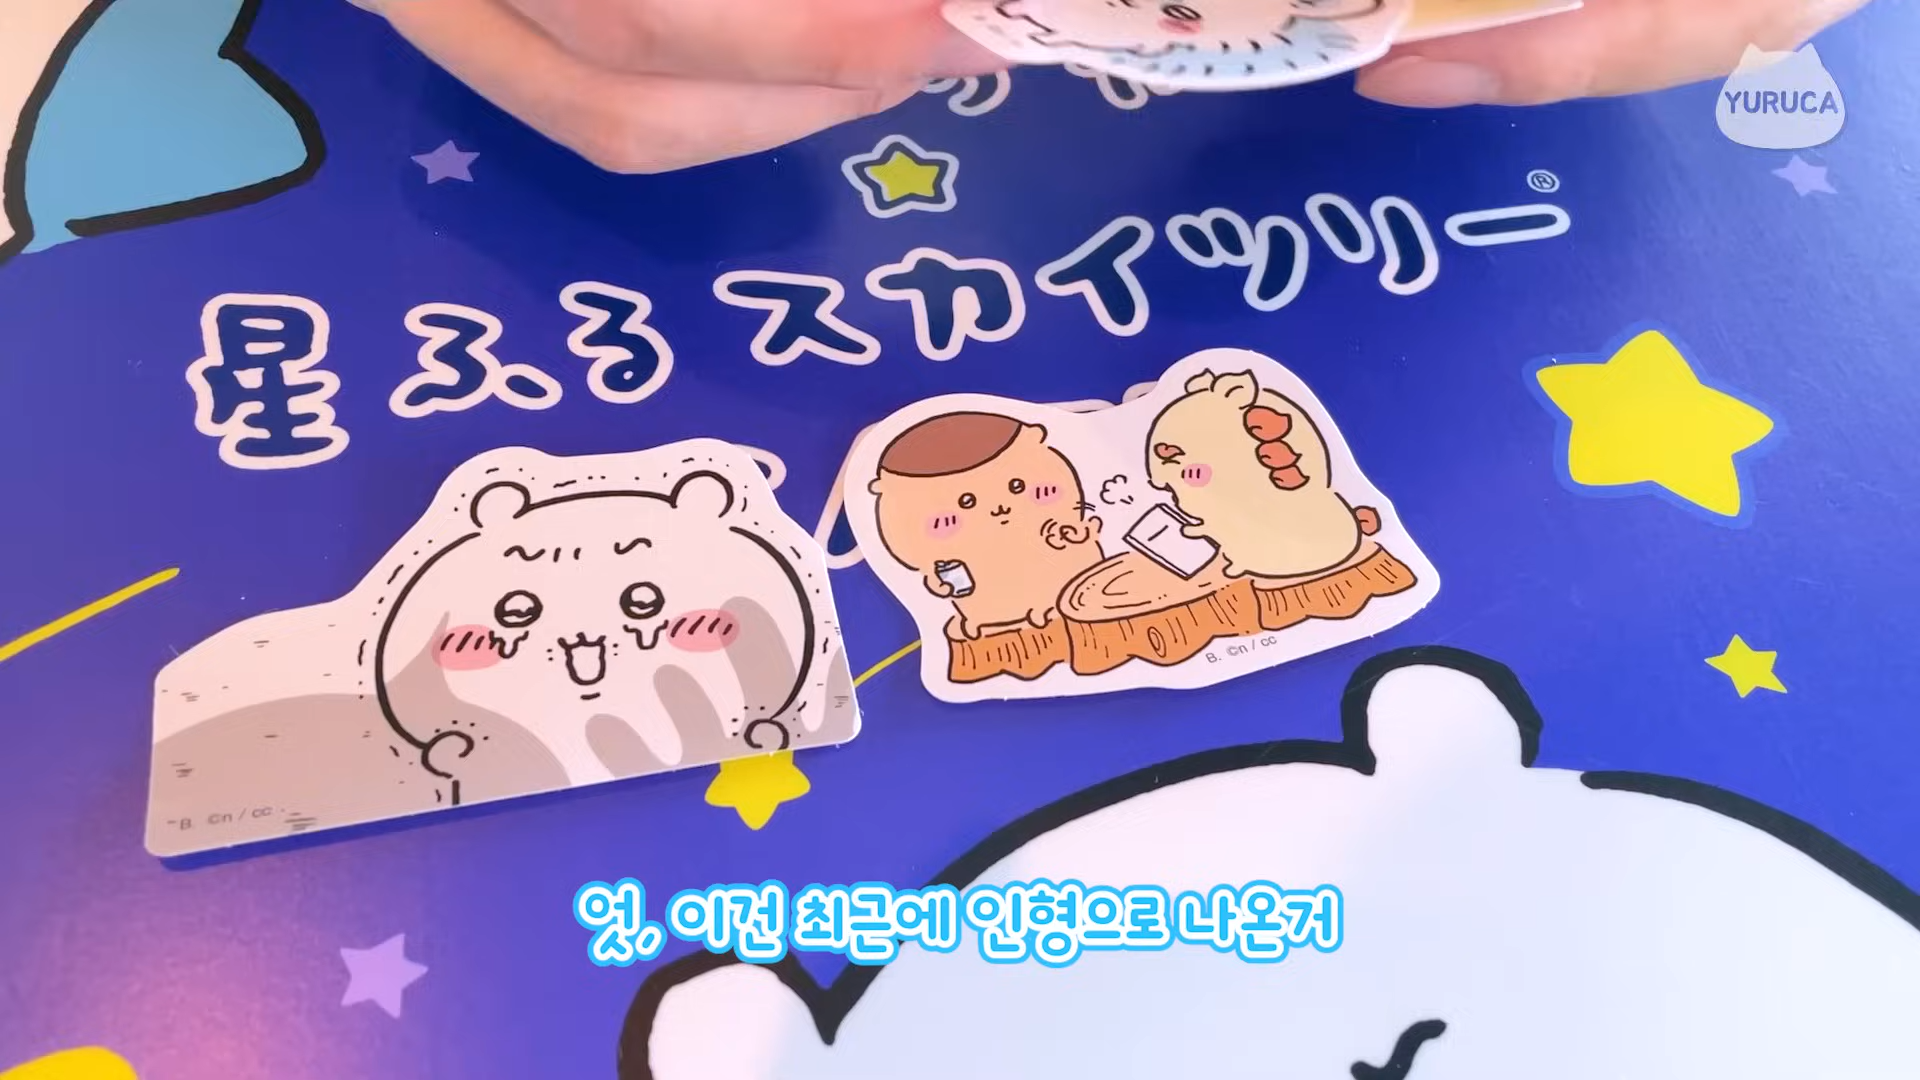 YURUCA
星ふるスカイツリー®
B. ©n / cc
B. ©n / cc
엇, 이건 최근에 인형으로 나온거